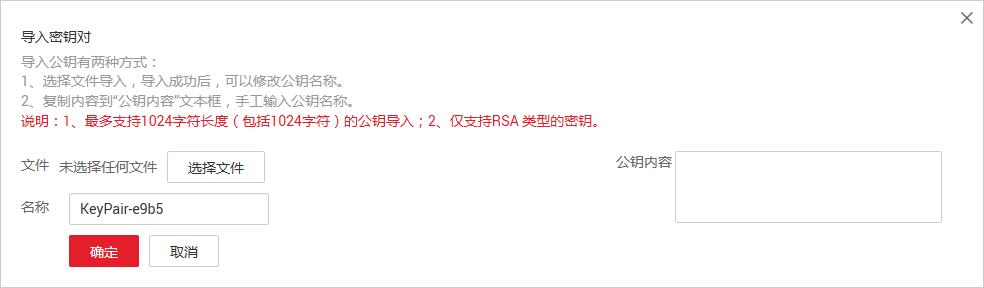 导入密钥对
导入公钥有两种方式：
1、选择文件导入，导入成功后，可以修改公钥名称。
2、复制内容到“公钥内容”文本框，手工输入公钥名称。
说明：1、最多支持1024字符长度（包括1024字符）的公钥导入；2、仅支持RSA 类型的密钥。
文件 未选择任何文件 选择文件 公钥内容
名称 KeyPair-e9b5
确定 取消